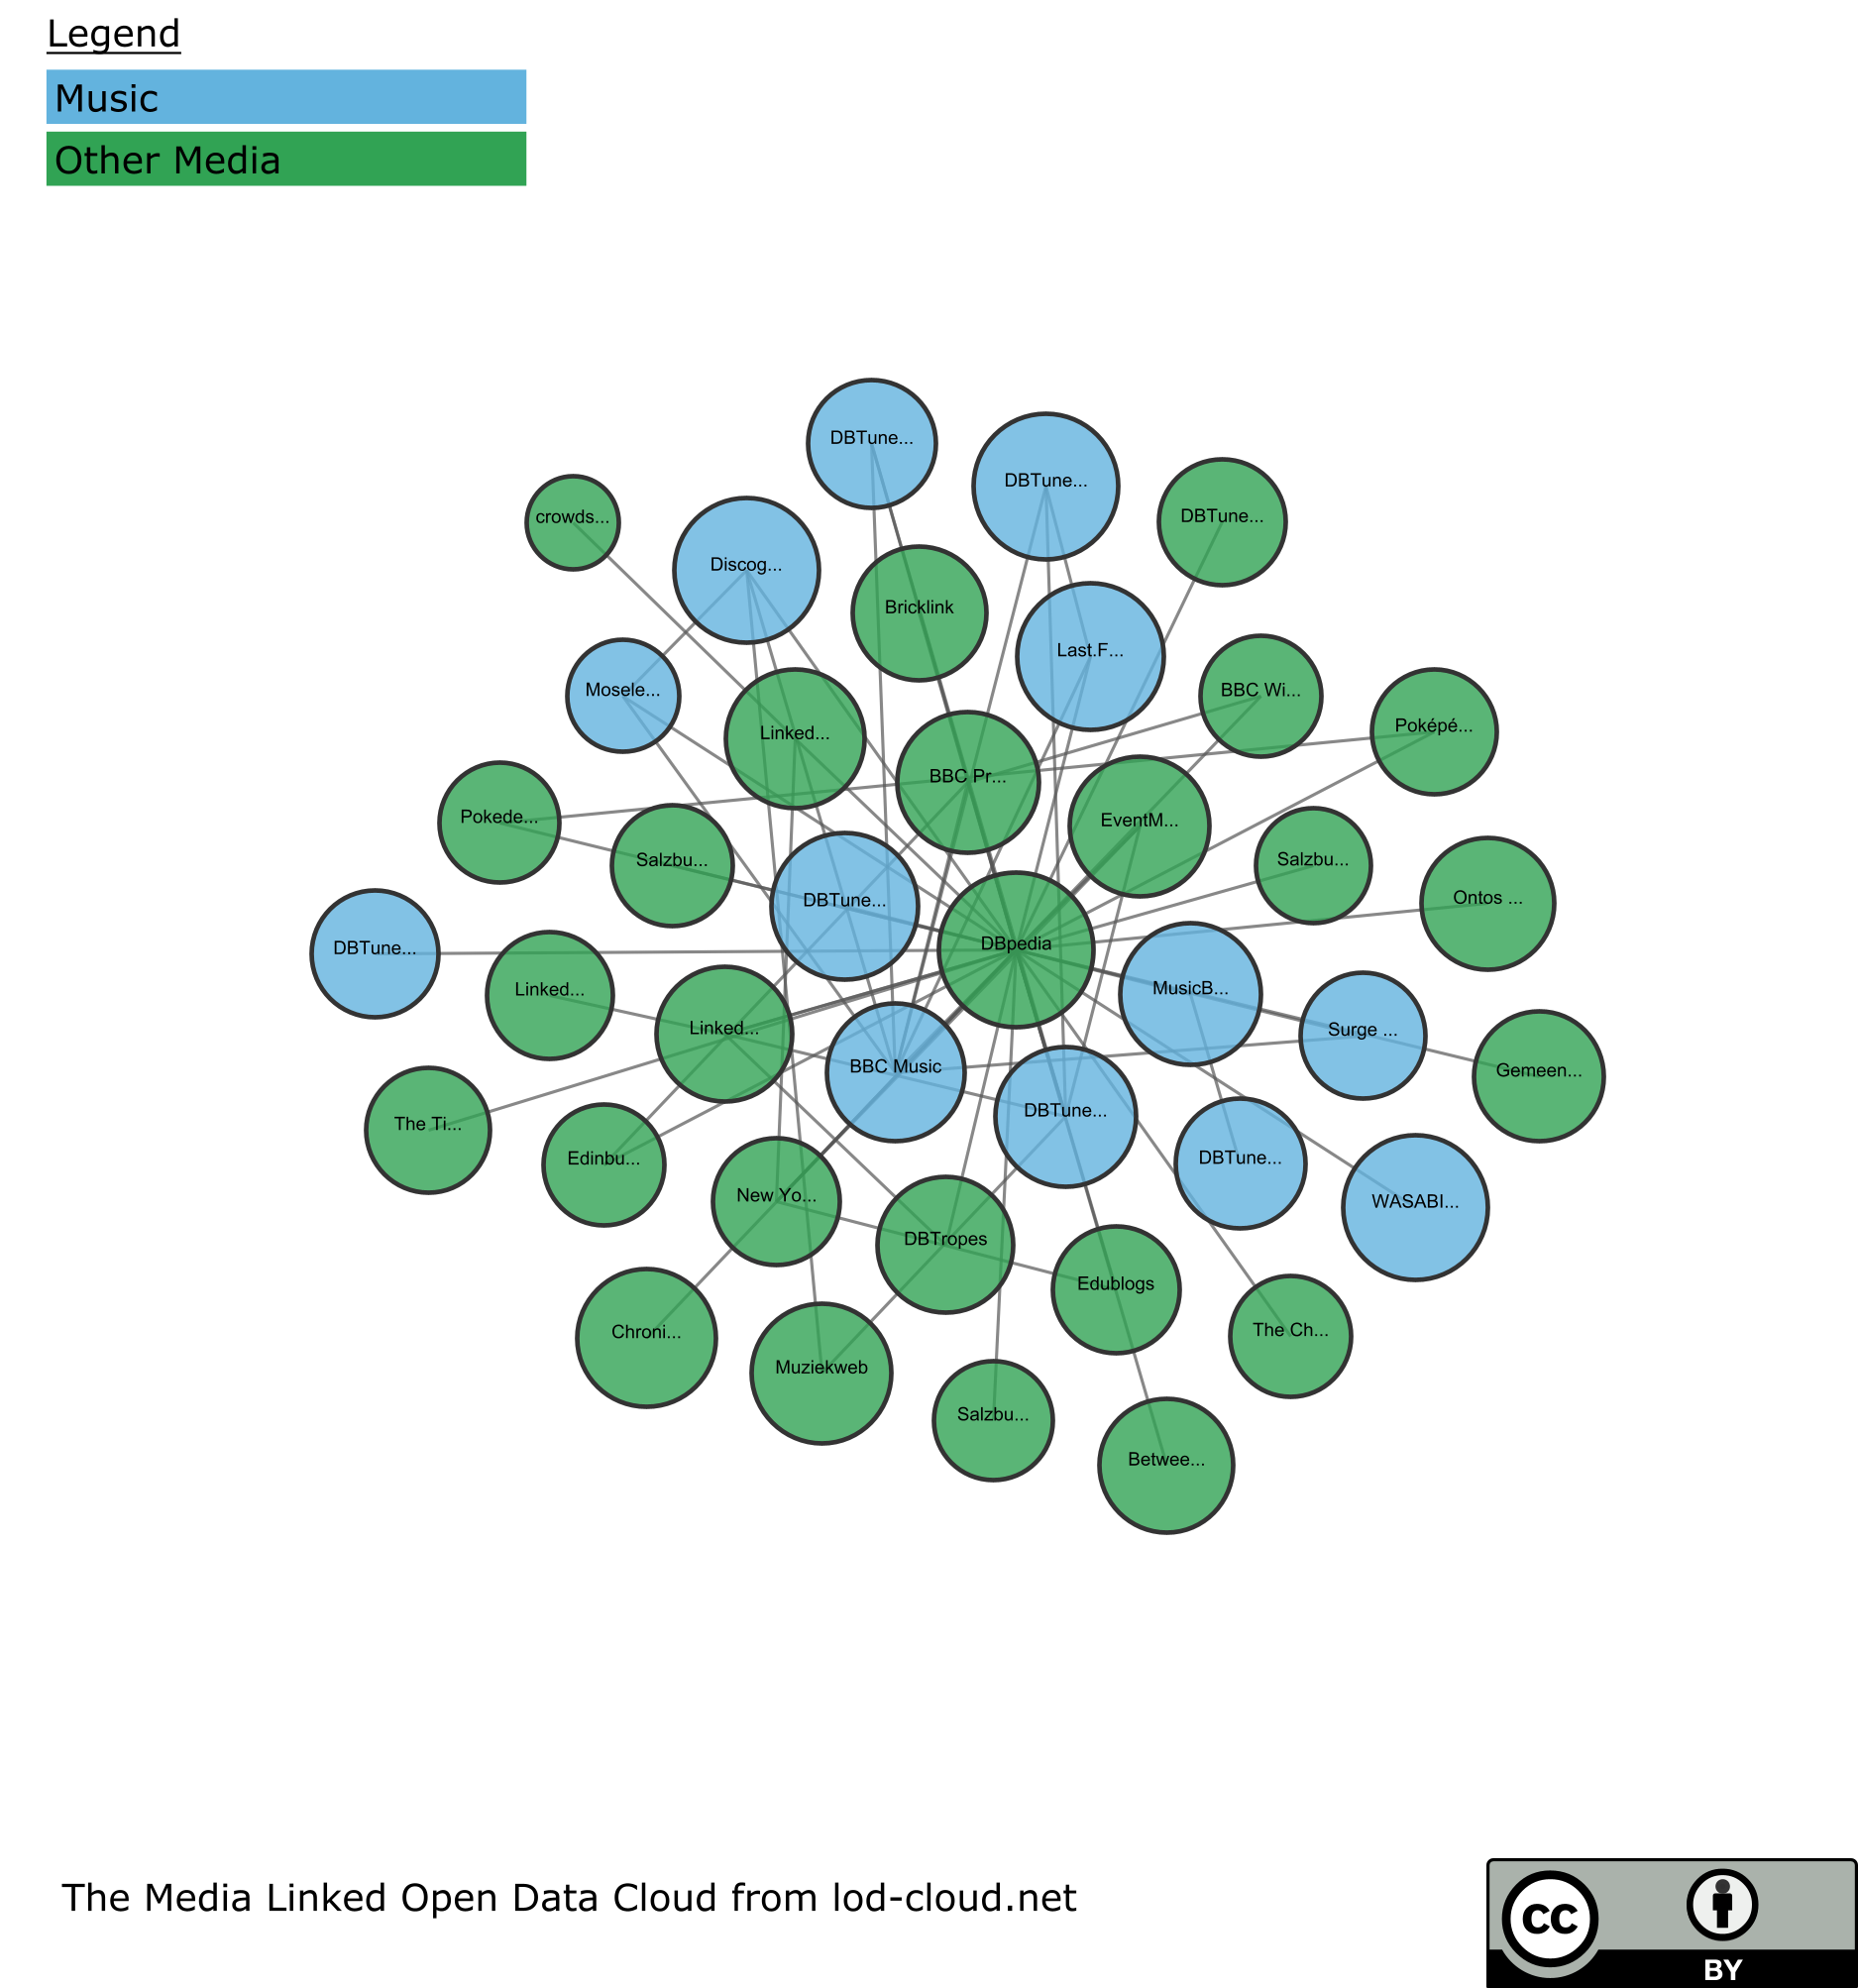 Legend
Music
Other Media
DBTune...
DBTune...
DBTune...
crowds...
Discog...
Bricklink
Last.F...
Mosele...
BBC Wi...
Linked...
Poképé...
BBC Pr...
Pokede...
EventM...
Salzbu...
Salzbu...
DBTune...
Ontos ...
DBTune...
DBpedia
Linked...
MusicB...
Linked...
Surge ...
BBC Music
Gemeen...
DBTune...
The Ti...
Edinbu...
DBTune...
New Yo...
WASABI...
DBTropes
Edublogs
Chroni...
The Ch...
Muziekweb
Salzbu...
Betwee...
The Media Linked Open Data Cloud from lod-cloud.net
cc
BY